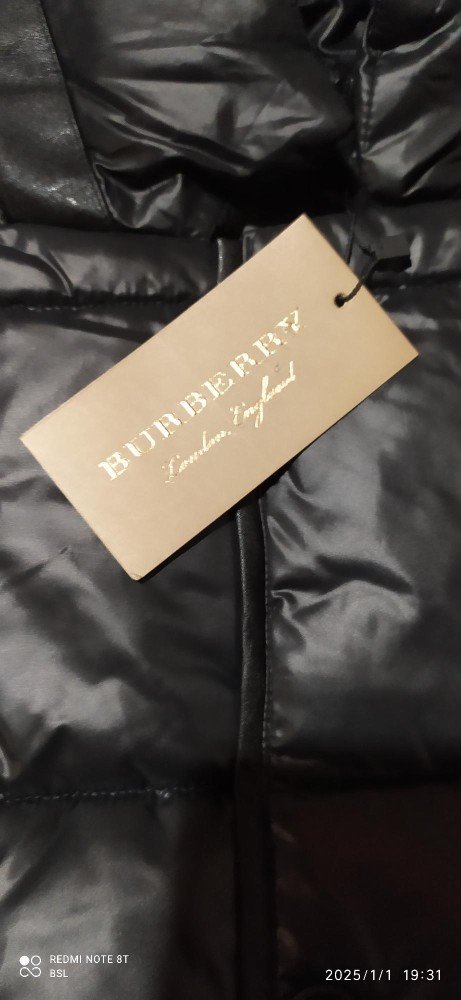 BURBERRY
London, England
REDMI NOTE 8T
BSL
2025/1/1 19:31